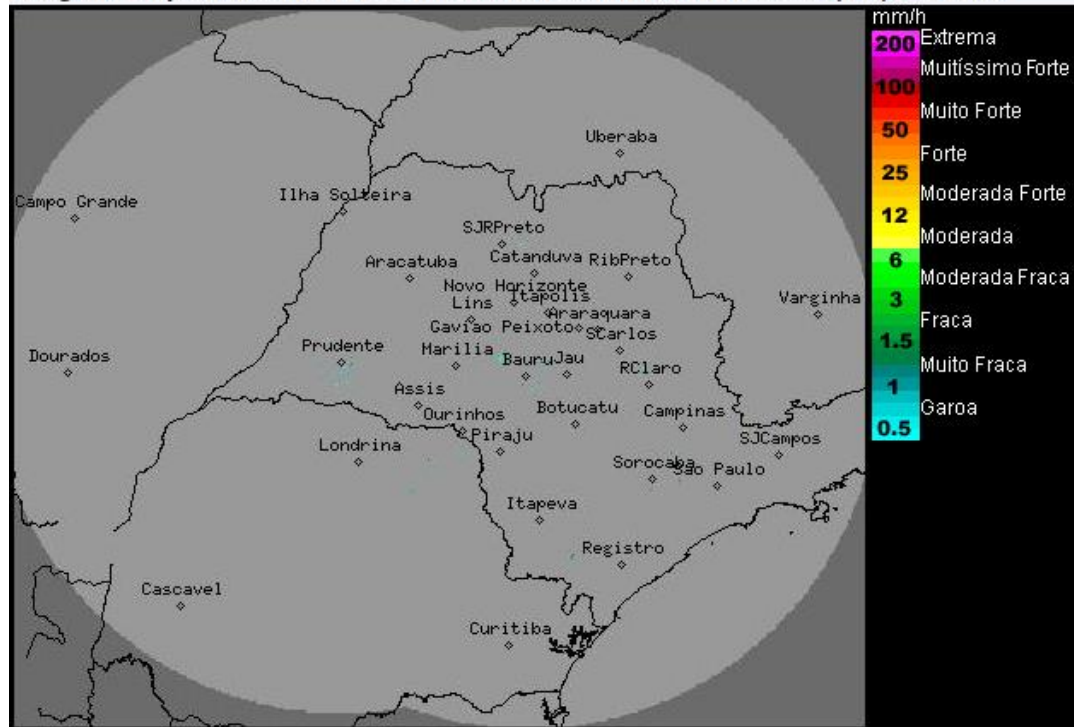 mm/h
200 Extrema
Muitíssimo Forte
100
Muito Forte
50
Forte
25
Moderada Forte
12
Moderada
6
Moderada Fraca
3
Fraca
1.5
Muito Fraca
1
Garoa
0.5
Uberaba
Campo Grande
Ilha Solteira
SJRPreto
Aracatuba
Catanduva
RibPreto
Novo Horizonte
Itapolis
Lins
Araraquara
Varginha
Gaviao Peixoto
SCarlos
Dourados
Prudente
Marilia
Bauru
Jau
RClaro
Assis
Ourinhos
Botucatu
Campinas
Londrina
Piraju
SJCampos
Sorocaba
Sao Paulo
Itapeva
Registro
Cascavel
Curitiba